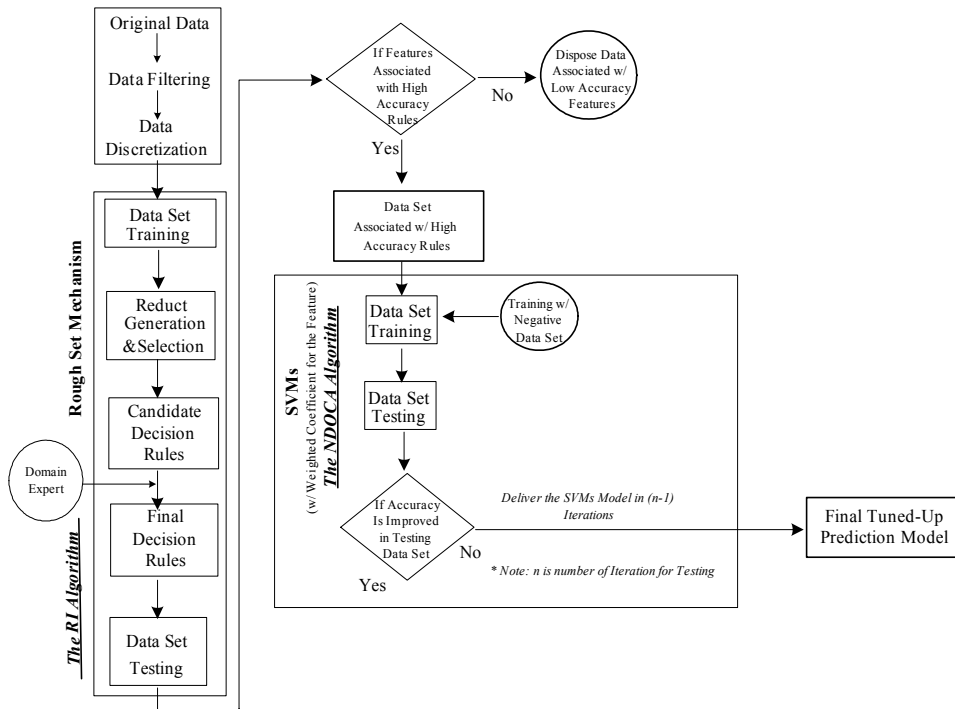 Original Data
Data Filtering
Data
Discretization
Rough Set Mechanism
The RI Algorithm
Data Set
Training
Reduct
Generation
&Selection
Candidate
Decision
Rules
Domain
Expert
Final
Decision
Rules
Data Set
Testing
If Features
Associated
with High
Accuracy
Rules
No
Dispose Data
Associated w/
Low Accuracy
Features
Yes
Data Set
Associated w/ High
Accuracy Rules
SVMs
(w/ Weighted Coefficient for the Feature)
The NDOCA Algorithm
Data Set
Training
Training w/
Negative
Data Set
Data Set
Testing
If Accuracy
Is Improved
in Testing
Data Set
No
Yes
Deliver the SVMs Model in (n-1)
Iterations
* Note: n is number of Iteration for Testing
Final Tuned-Up
Prediction Model